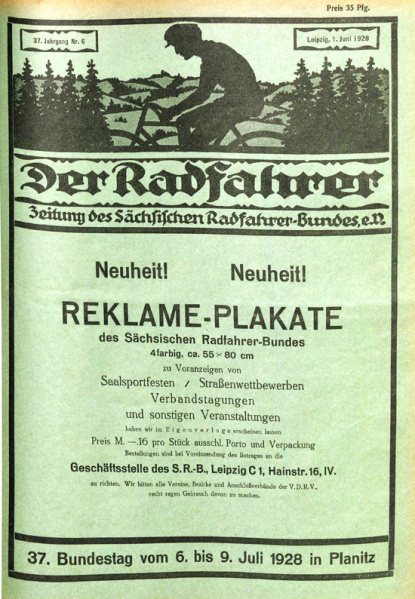 Preis 35 Pfg.
37. Jahrgang Nr. 6
Leipzig, 1. Juni 1928
Der Radfahrer
Zeitung des Sächsischen Radfahrer-Bundes, e.V.
Neuheit! Neuheit!
REKLAME-PLAKATE
des Sächsischen Radfahrer-Bundes
4farbig, ca. 55 × 80 cm
zu Voranzeigen von
Saalsportfesten / Straßenwettbewerben
Verbandstagungen
und sonstigen Veranstaltungen
haben wir im Eigenverlage erscheinen lassen
Preis M. —.16 pro Stück ausschl. Porto und Verpackung
Bestellungen sind bei Voreinsendung des Betrages an die
Geschäftsstelle des S.R.-B., Leipzig C 1, Hainstr. 16, IV.
zu richten. Wir bitten alle Vereine, Bezirke und Anschlußverbände der V.D.R.V.,
recht regen Gebrauch davon zu machen.
37. Bundestag vom 6. bis 9. Juli 1928 in Planitz